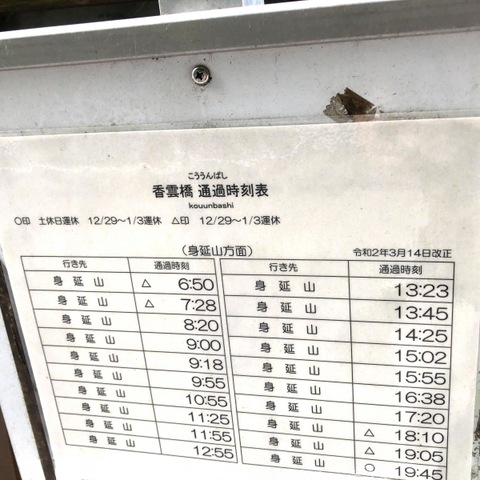 こううんばし
香雲橋 通過時刻表
kouunbashi
○印 土休日運休 12/29～1/3運休 △印 12/29～1/3運休
(身延山方面) 令和2年3月14日改正
行き先 通過時刻 行き先 通過時刻
身延山 △ 6:50 身延山 13:23
身延山 △ 7:28 身延山 13:45
身延山 8:20 身延山 14:25
身延山 9:00 身延山 15:02
身延山 9:18 身延山 15:55
身延山 9:55 身延山 16:38
身延山 10:55 身延山 17:20
身延山 11:25 身延山 △ 18:10
身延山 11:55 身延山 △ 19:05
身延山 12:55 身延山 ○ 19:45